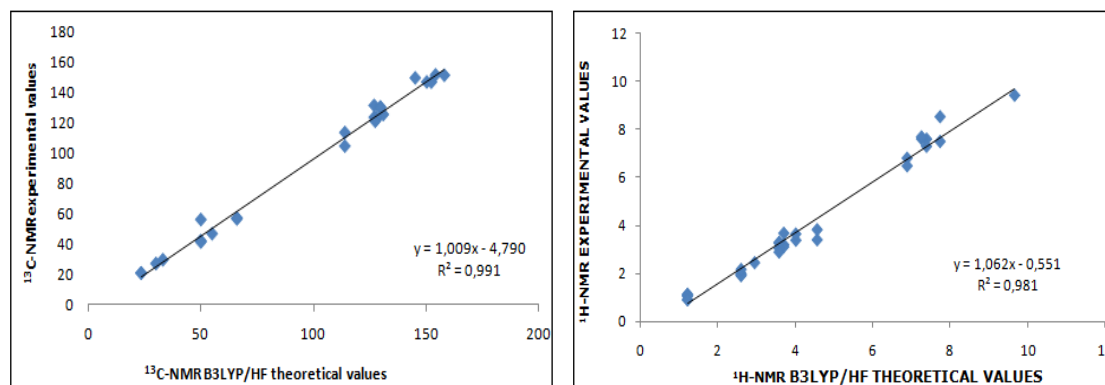 180
160
140
120
100
80
60
40
20
0
¹³C-NMRexperimental values
y = 1,009x - 4,790
R² = 0,991
0 50 100 150 200
¹³C-NMR B3LYP/HF theoretical values
12
10
8
6
4
2
0
¹H-NMR EXPERIMENTAL VALUES
y = 1,062x - 0,551
R² = 0,981
0 2 4 6 8 10
¹H-NMR B3LYP/HF THEORETICAL VALUES